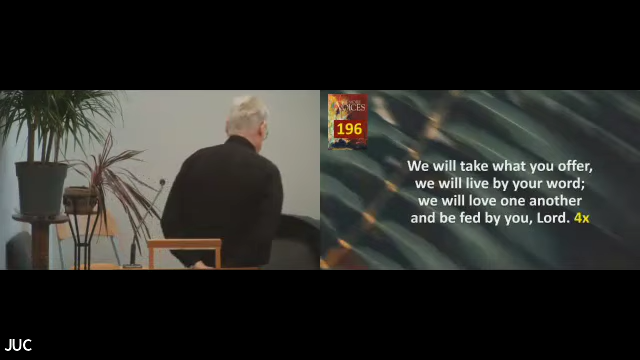 VOICES
196
We will take what you offer,
we will live by your word;
we will love one another
and be fed by you, Lord. 4x
JUC